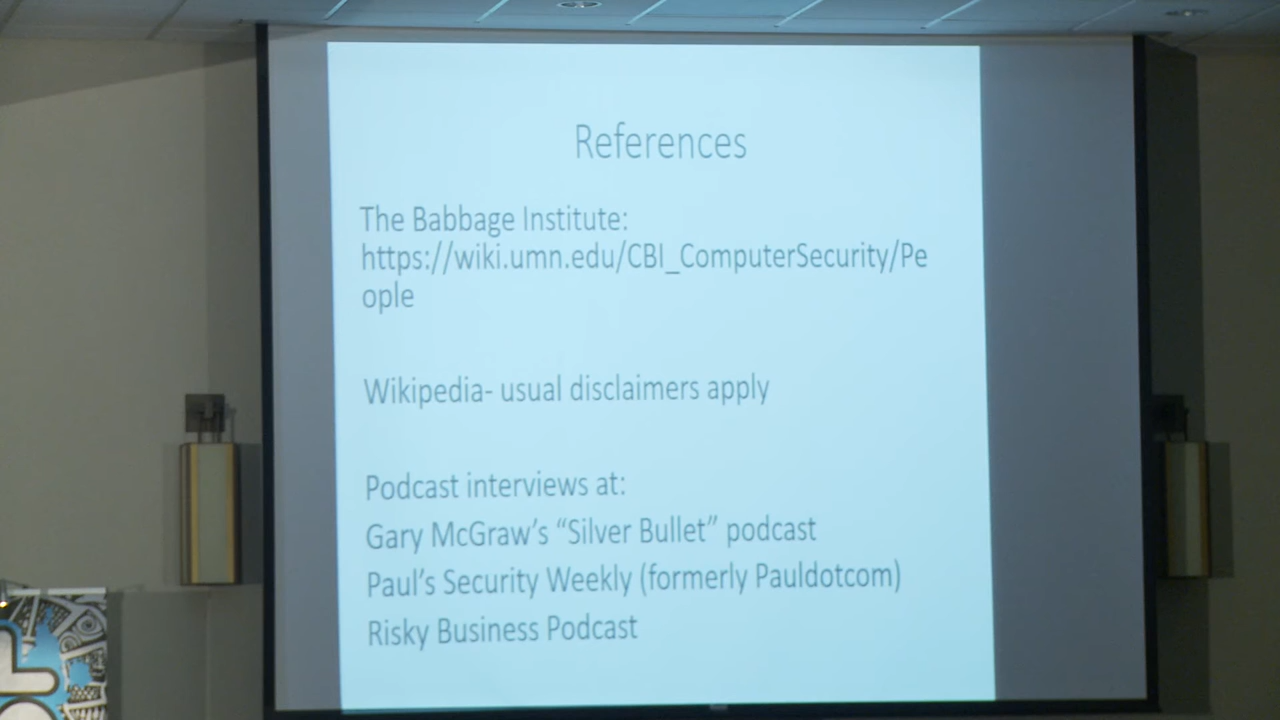 References
The Babbage Institute:
https://wiki.umn.edu/CBI_ComputerSecurity/Pe
ople
Wikipedia- usual disclaimers apply
Podcast interviews at:
Gary McGraw’s “Silver Bullet” podcast
Paul’s Security Weekly (formerly Pauldotcom)
Risky Business Podcast